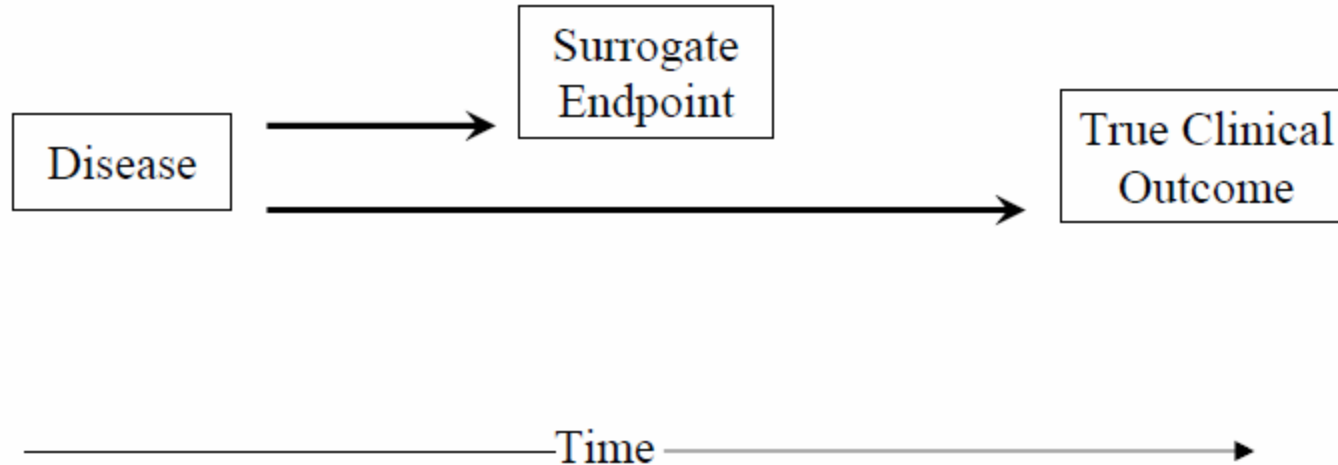 Surrogate
Endpoint
Disease
True Clinical
Outcome
Time